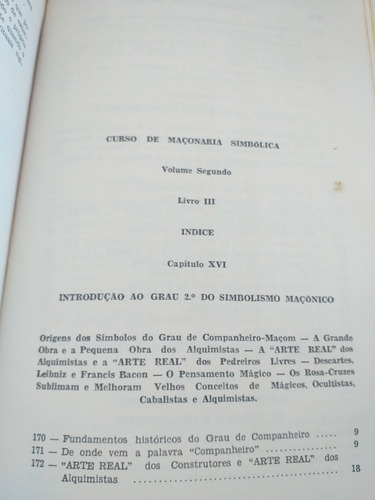 CURSO DE MAÇONARIA SIMBÓLICA
Volume Segundo
Livro III
INDICE
Capítulo XVI
INTRODUÇÃO AO GRAU 2.º DO SIMBOLISMO MAÇÔNICO
Origens dos Símbolos do Grau de Companheiro-Maçom — A Grande
Obra e a Pequena Obra dos Alquimistas — A "ARTE REAL" dos
Alquimistas e a "ARTE REAL" dos Pedreiros Livres — Descartes,
Leibniz e Francis Bacon — O Pensamento Mágico — Os Rosa-Cruzes
Sublimam e Melhoram Velhos Conceitos de Mágicos, Ocultistas,
Cabalistas e Alquimistas.
170 — Fundamentos históricos do Grau de Companheiro ..... 9
171 — De onde vem a palavra "Companheiro" ............... 9
172 — "ARTE REAL" dos Construtores e "ARTE REAL" dos
Alquimistas ........................................ 18